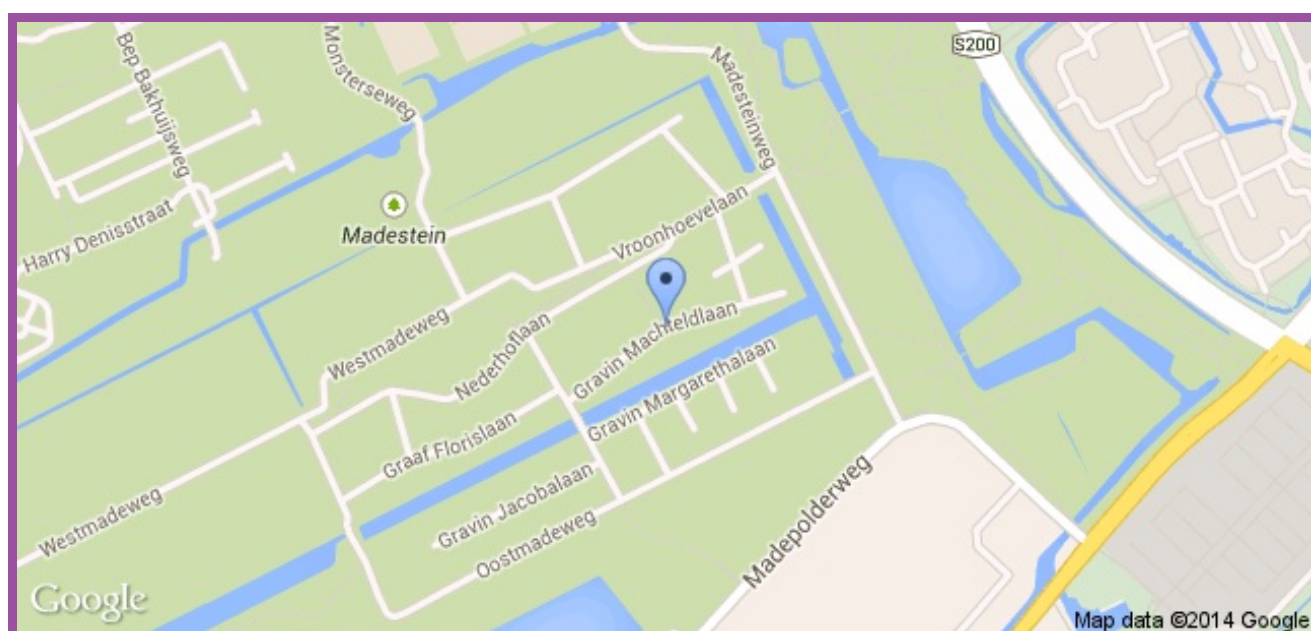 Bep Bakhuijsweg
Monsterseweg
Madesteinweg
S200
Harry Denisstraat
Madestein
Vroonhoevelaan
Westmadeweg
Nederhoflaan
Gravin Machteldlaan
Gravin Margarethalaan
Graaf Florislaan
Westmadeweg
Gravin Jacobalaan
Oostmadeweg
Madepolderweg
Google
Map data ©2014 Google